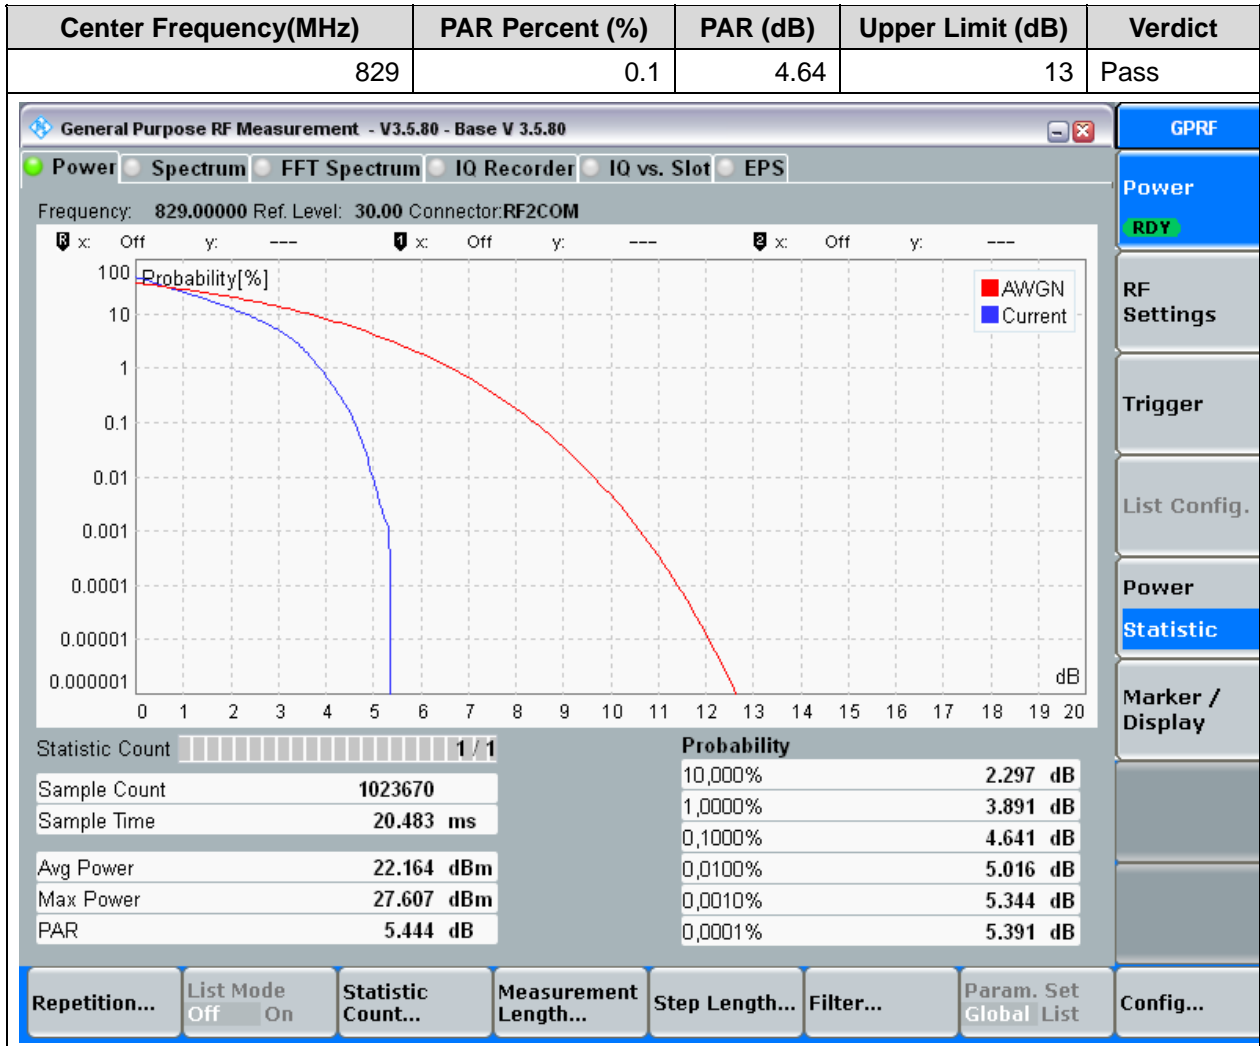 Center Frequency(MHz) PAR Percent (%) PAR (dB) Upper Limit (dB) Verdict
829 0.1 4.64 13 Pass
General Purpose RF Measurement - V3.5.80 - Base V 3.5.80
GPRF
Power Spectrum FFT Spectrum IQ Recorder IQ vs. Slot EPS
Power
RDY
Frequency: 829.00000 Ref. Level: 30.00 Connector:RF2COM
R x: Off y: --- 1 x: Off y: --- 2 x: Off y: ---
Probability[%]
AWGN
Current
100
10
1
0.1
0.01
0.001
0.0001
0.00001
0.000001
dB
0 1 2 3 4 5 6 7 8 9 10 11 12 13 14 15 16 17 18 19 20
RF
Settings
Trigger
List Config.
Power
Statistic
Marker /
Display
Statistic Count 1 / 1
Sample Count 1023670
Sample Time 20.483 ms
Avg Power 22.164 dBm
Max Power 27.607 dBm
PAR 5.444 dB
Probability
10,000% 2.297 dB
1,0000% 3.891 dB
0,1000% 4.641 dB
0,0100% 5.016 dB
0,0010% 5.344 dB
0,0001% 5.391 dB
Repetition...
List Mode
Off On
Statistic
Count...
Measurement
Length...
Step Length...
Filter...
Param. Set
Global List
Config...